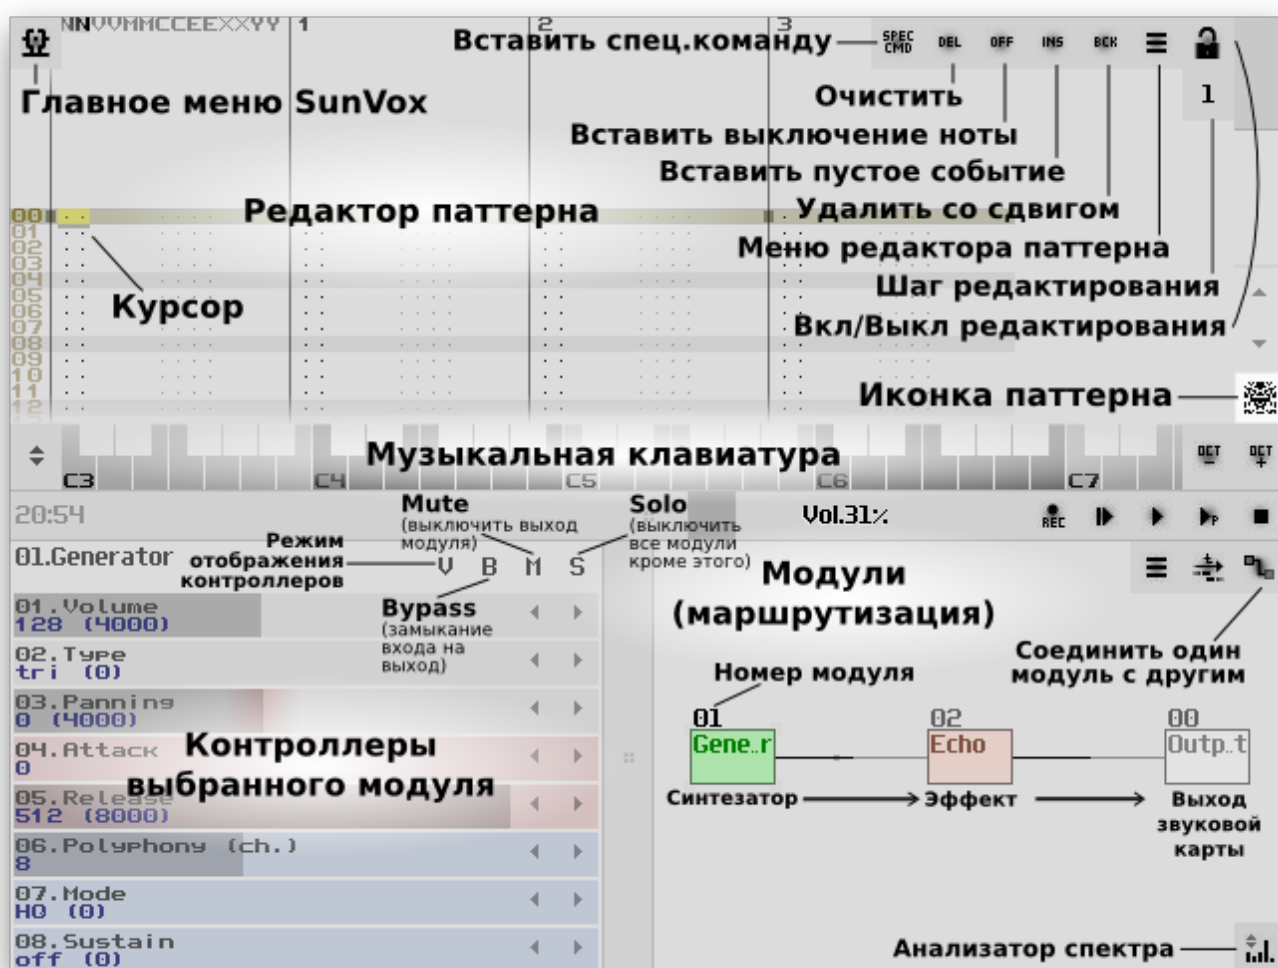 NNVVMMCCEEXXYY
1
2
3
Вставить спец.команду
SPEC
CMD
DEL
OFF
INS
BCK
1
Главное меню SunVox
Очистить
Вставить выключение ноты
Вставить пустое событие
Редактор паттерна
Удалить со сдвигом
Меню редактора паттерна
Шаг редактирования
Курсор
Вкл/Выкл редактирования
Иконка паттерна
00
01
02
03
04
05
06
07
08
09
10
11
12
Музыкальная клавиатура
C3
C4
C5
C6
C7
OCT
-
OCT
+
20:54
Mute
(выключить выход
модуля)
Solo
(выключить
все модули
кроме этого)
Vol.31%
REC
P
01.Generator
Режим
отображения
контроллеров
V B M S
Bypass
(замыкание
входа на
выход)
Модули
(маршрутизация)
01.Volume
128 (4000)
02.Type
tri (0)
03.Panning
0 (4000)
04.Attack
0
05.Release
512 (8000)
06.Polyphony (ch.)
8
07.Mode
HQ (0)
08.Sustain
off (0)
Контроллеры
выбранного модуля
Соединить один
модуль с другим
Номер модуля
01
02
00
Gene..r
Echo
Outp..t
Синтезатор
Эффект
Выход
звуковой
карты
Анализатор спектра